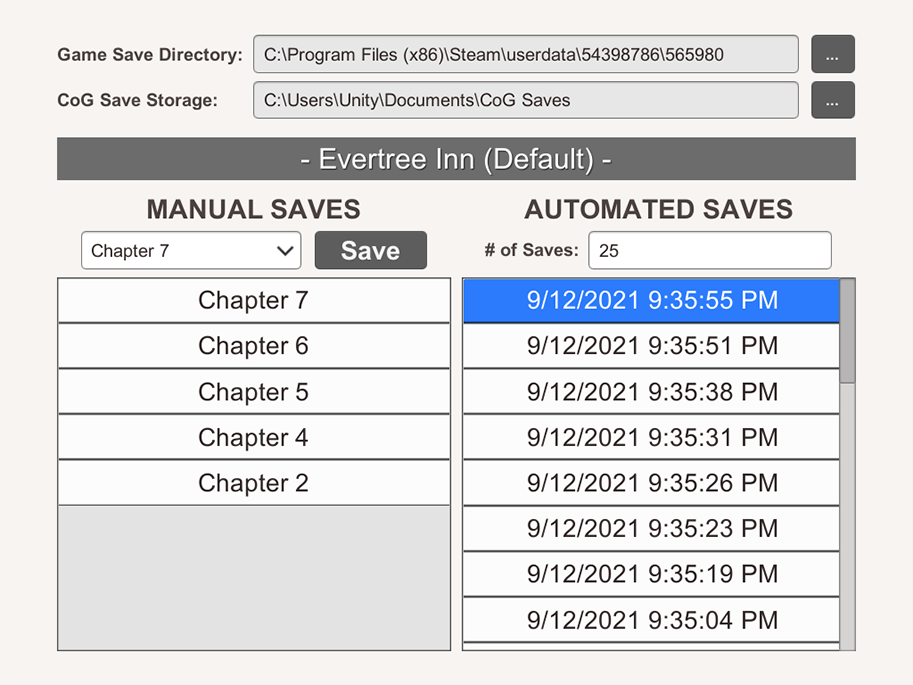 Game Save Directory: C:\Program Files (x86)\Steam\userdata\54398786\565980 ...
CoG Save Storage: C:\Users\Unity\Documents\CoG Saves ...
- Evertree Inn (Default) -
MANUAL SAVES
Chapter 7 Save
Chapter 7
Chapter 6
Chapter 5
Chapter 4
Chapter 2
AUTOMATED SAVES
# of Saves: 25
9/12/2021 9:35:55 PM
9/12/2021 9:35:51 PM
9/12/2021 9:35:38 PM
9/12/2021 9:35:31 PM
9/12/2021 9:35:26 PM
9/12/2021 9:35:23 PM
9/12/2021 9:35:19 PM
9/12/2021 9:35:04 PM